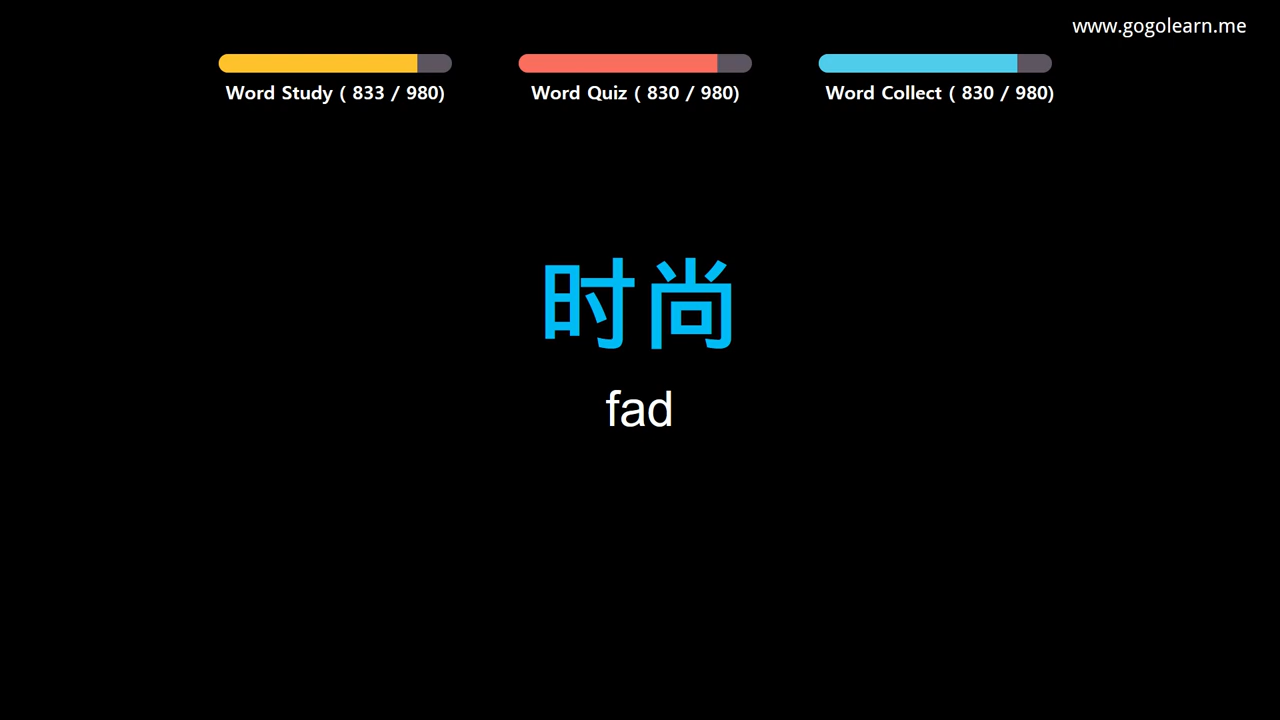 www.gogolearn.me
Word Study ( 833 / 980)
Word Quiz ( 830 / 980)
Word Collect ( 830 / 980)
时尚
fad